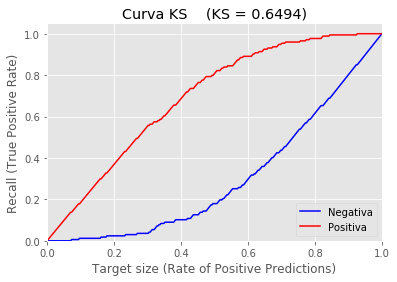 Curva KS    (KS = 0.6494)
1.0
0.8
0.6
0.4
0.2
0.0
Recall (True Positive Rate)
0.0 0.2 0.4 0.6 0.8 1.0
Target size (Rate of Positive Predictions)
Negativa
Positiva